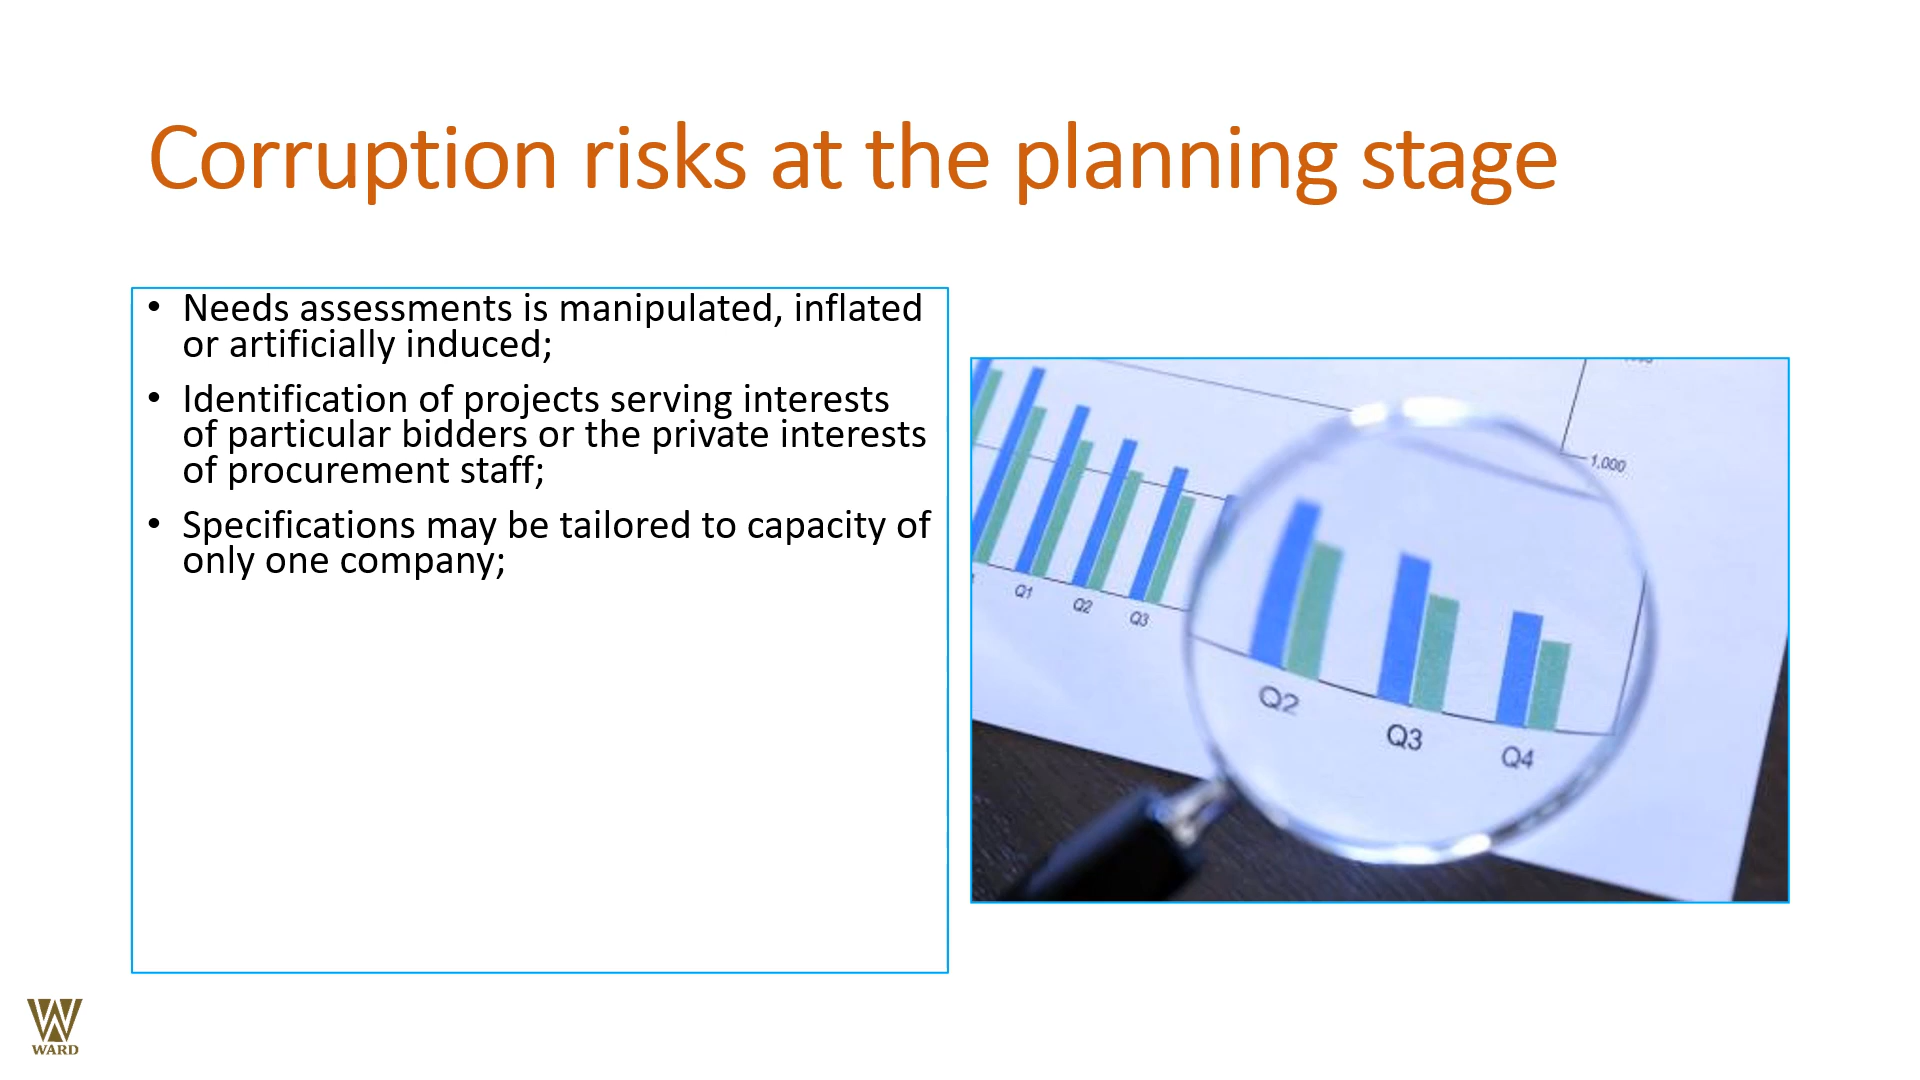 Corruption risks at the planning stage
• Needs assessments is manipulated, inflated
or artificially induced;
• Identification of projects serving interests
of particular bidders or the private interests
of procurement staff;
• Specifications may be tailored to capacity of
only one company;
1,000
Q1
Q2
Q3
Q2
Q3
Q4
WARD